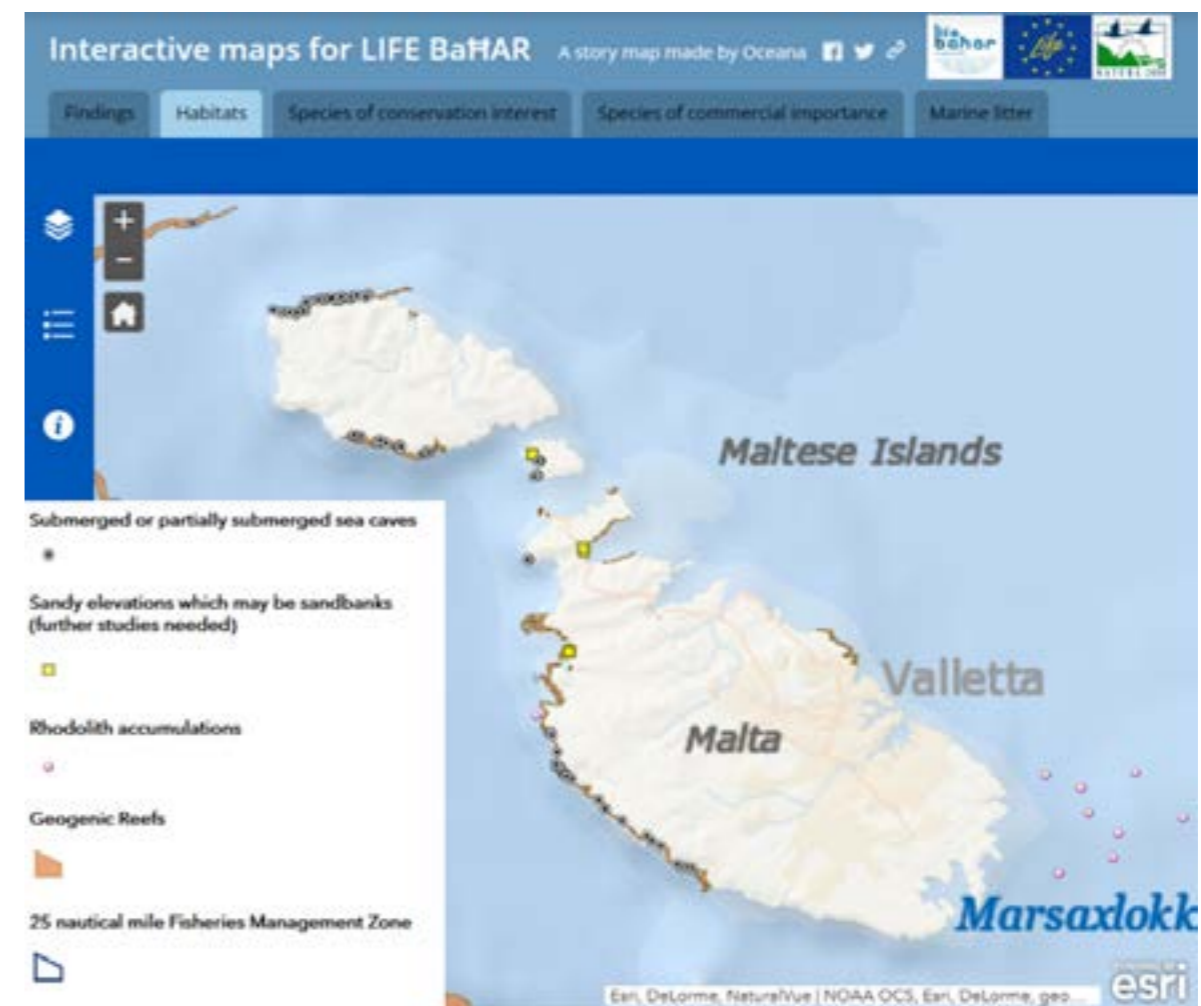 Interactive maps for LIFE BaĦAR A story map made by Oceana
bahar
life
Findings Habitats Species of conservation interest Species of commercial importance Marine litter
Maltese Islands
Valletta
Malta
Marsaxlokk
Submerged or partially submerged sea caves
Sandy elevations which may be sandbanks
(further studies needed)
Rhodolith accumulations
Geogenic Reefs
25 nautical mile Fisheries Management Zone
Esri, DeLorme, NaturalVue | NOAA OCS, Esri, DeLorme, geo...
esri